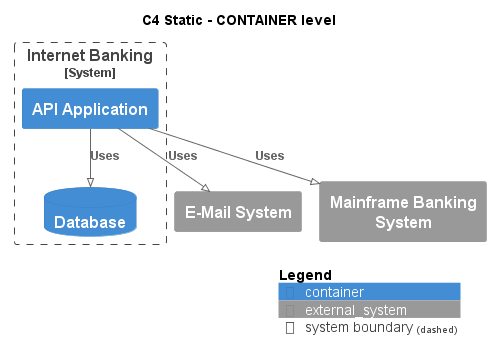 C4 Static - CONTAINER level
Internet Banking
[System]
API Application
Uses
Uses
Uses
Database
E-Mail System
Mainframe Banking
System
Legend
container
external_system
system boundary (dashed)